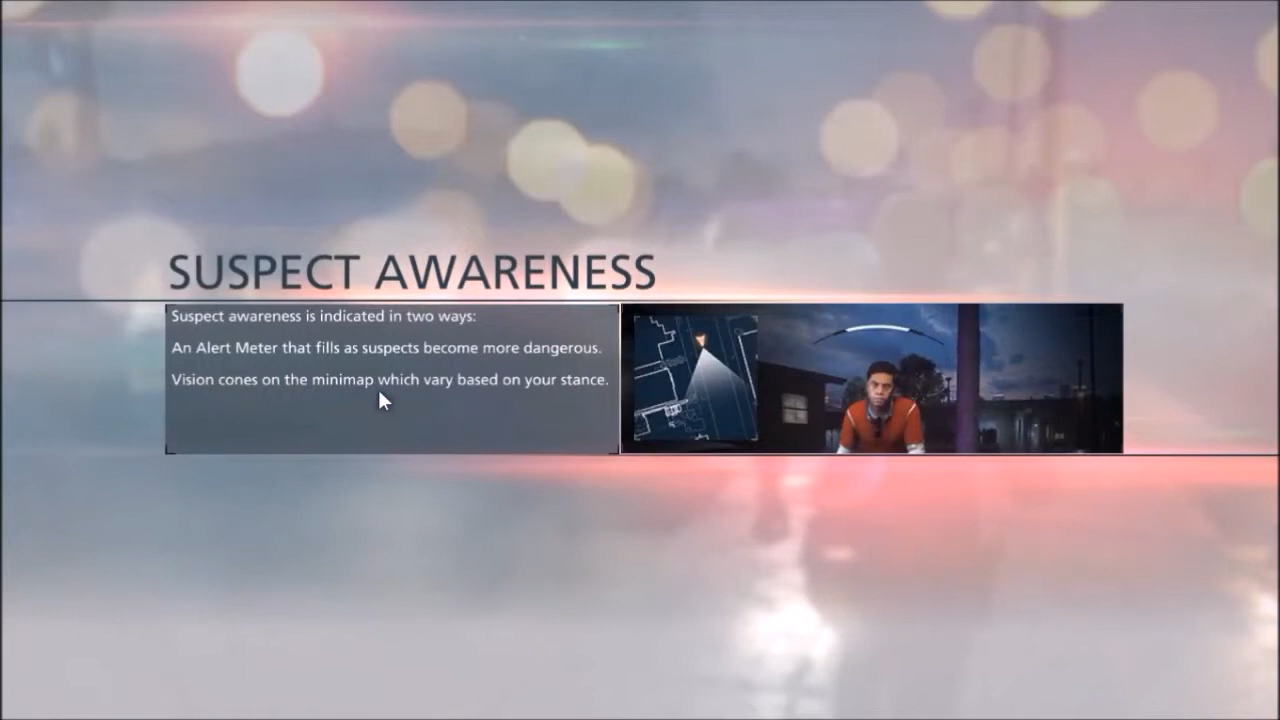 SUSPECT AWARENESS
Suspect awareness is indicated in two ways:
An Alert Meter that fills as suspects become more dangerous.
Vision cones on the minimap which vary based on your stance.